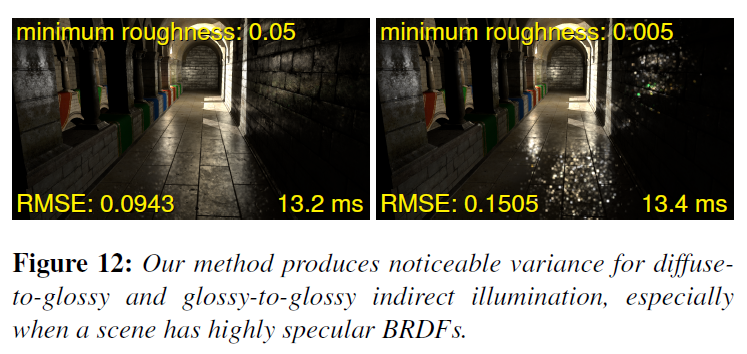 minimum roughness: 0.05
RMSE: 0.0943
13.2 ms
minimum roughness: 0.005
RMSE: 0.1505
13.4 ms
Figure 12: Our method produces noticeable variance for diffuse-
to-glossy and glossy-to-glossy indirect illumination, especially
when a scene has highly specular BRDFs.